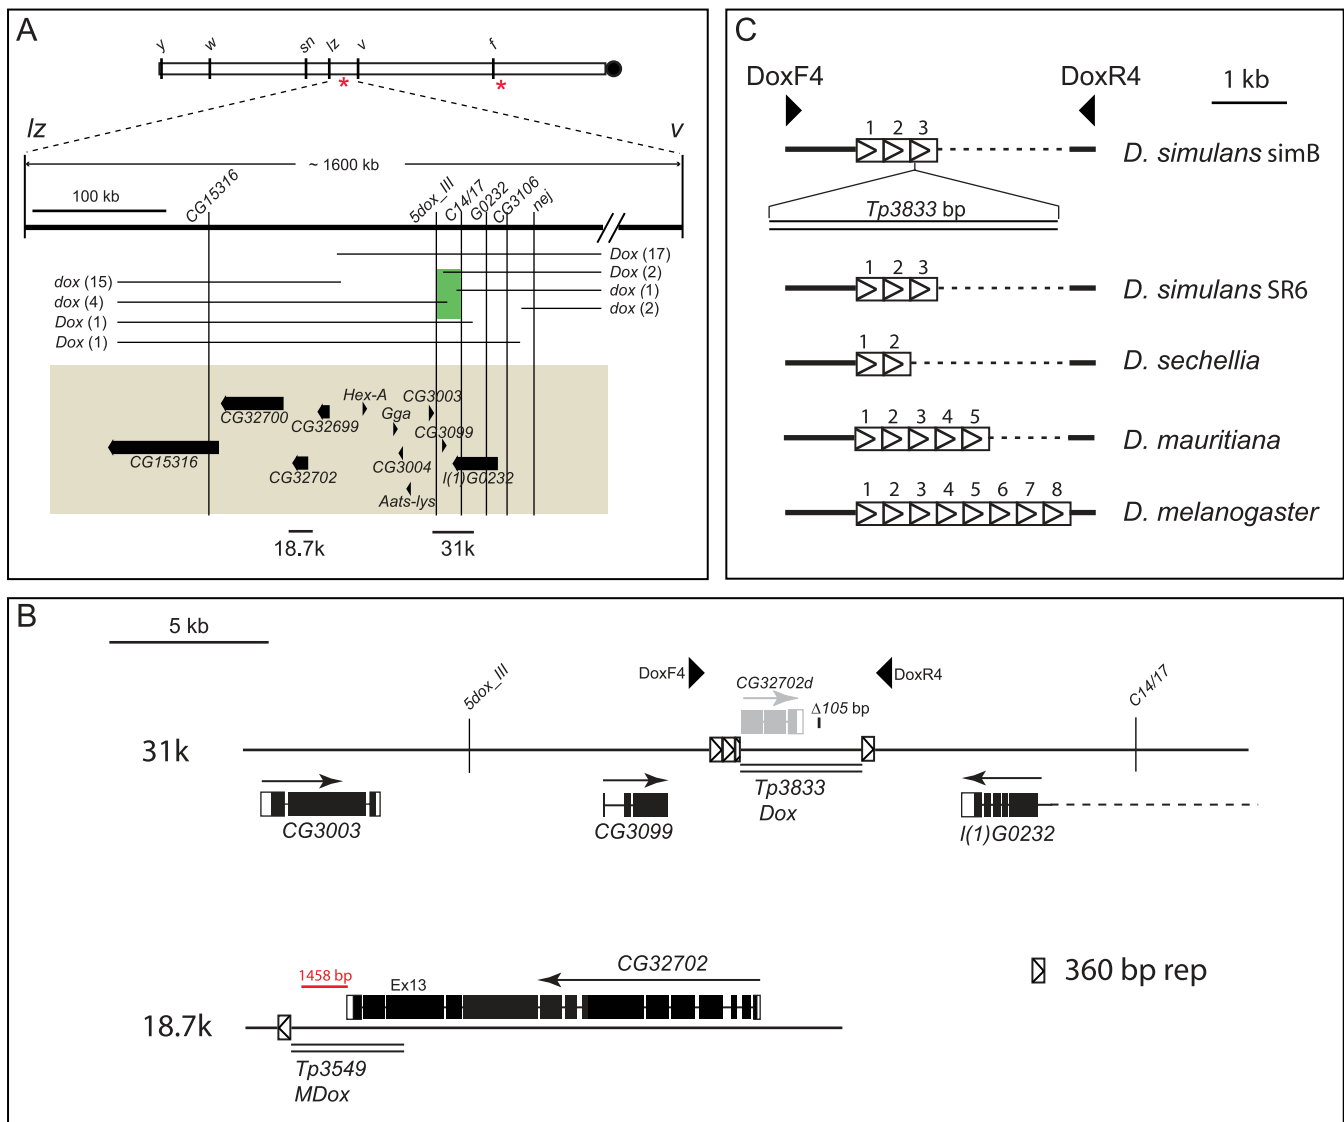 A
y w sn lz v f
* *
lz v
~ 1600 kb
100 kb
CG15316 5dox_III C14/17 G0232 CG3106 nej
Dox (17)
dox (15) Dox (2)
dox (4) dox (1)
Dox (1) dox (2)
Dox (1)
Hex-A CG3003
CG32700 CG32699 Gga CG3099
CG15316 CG32702 CG3004 l(1)G0232
Aats-lys
18.7k 31k
C
DoxF4 DoxR4 1 kb
1 2 3
D. simulans simB
Tp3833 bp
1 2 3
D. simulans SR6
1 2
D. sechellia
1 2 3 4 5
D. mauritiana
1 2 3 4 5 6 7 8
D. melanogaster
B
5 kb
5dox_III DoxF4 CG32702d DoxR4 C14/17
Δ105 bp
31k
CG3003 CG3099 Tp3833 l(1)G0232
Dox
1458 bp Ex13 CG32702
360 bp rep
18.7k
Tp3549
MDox